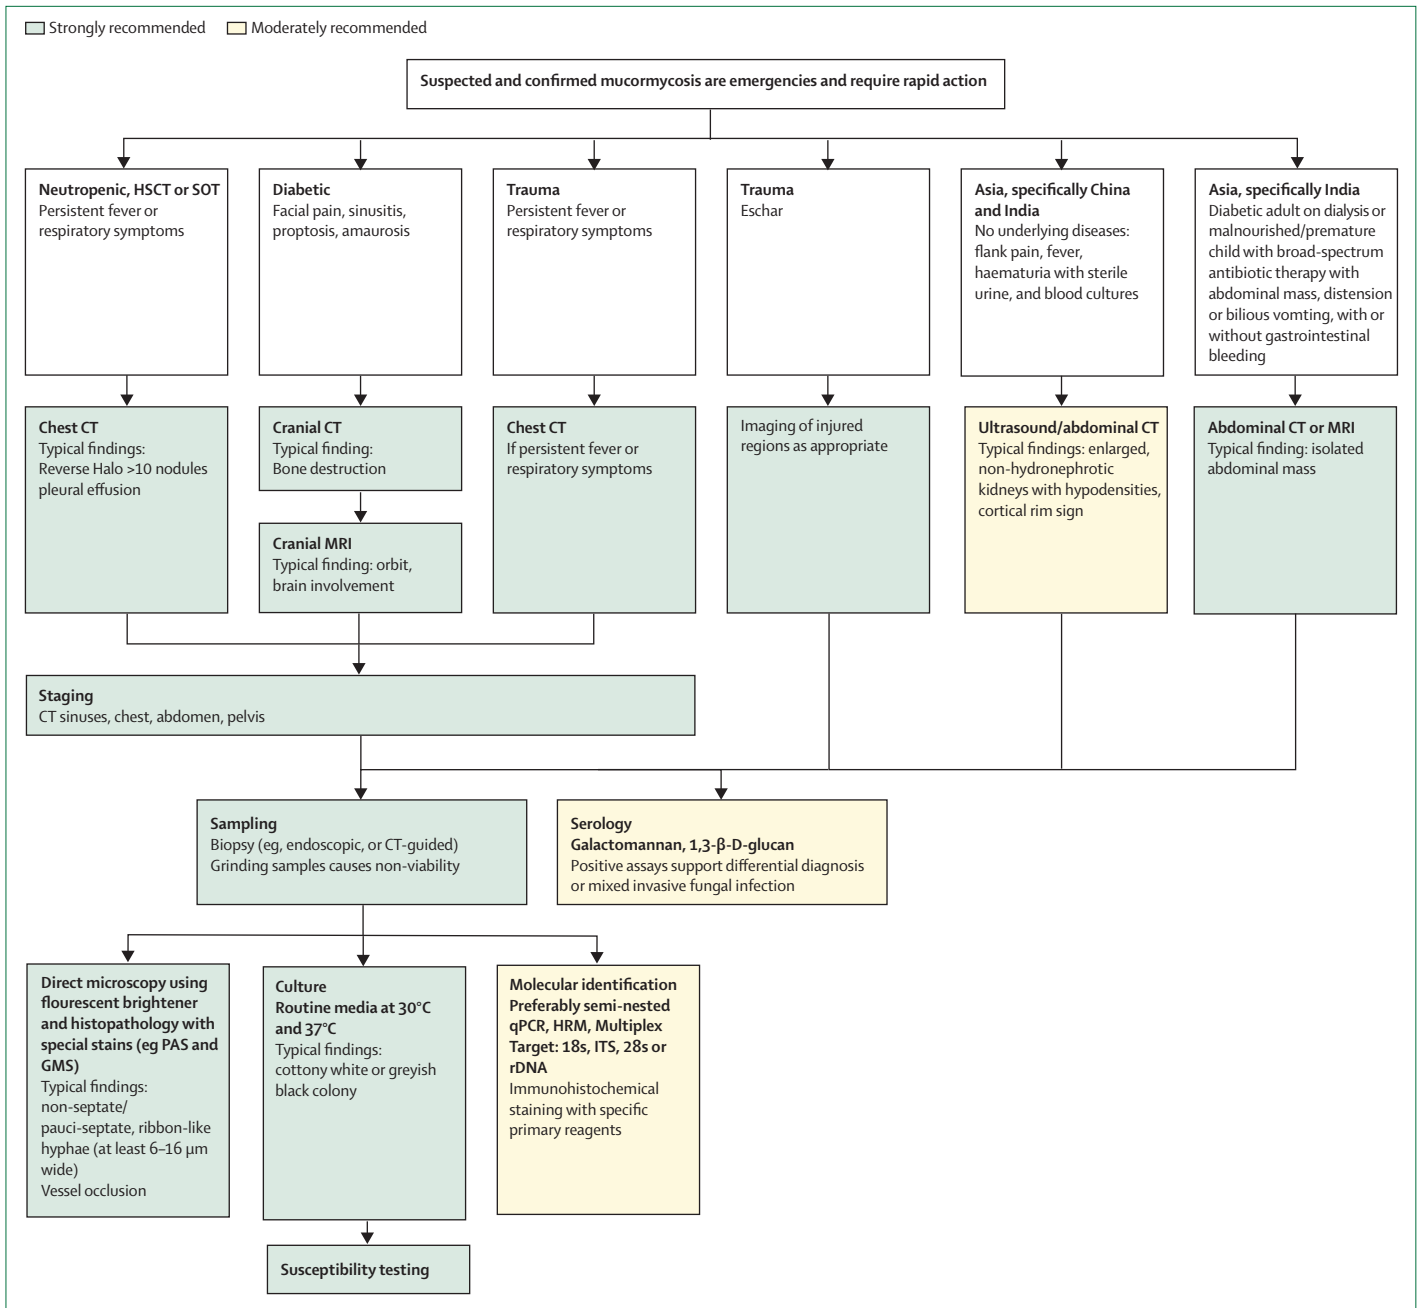 Strongly recommended
Moderately recommended
Suspected and confirmed mucormycosis are emergencies and require rapid action
Neutropenic, HSCT or SOT
Persistent fever or
respiratory symptoms
Diabetic
Facial pain, sinusitis,
proptosis, amaurosis
Trauma
Persistent fever or
respiratory symptoms
Trauma
Eschar
Asia, specifically China
and India
No underlying diseases:
flank pain, fever,
haematuria with sterile
urine, and blood cultures
Asia, specifically India
Diabetic adult on dialysis or
malnourished/premature
child with broad-spectrum
antibiotic therapy with
abdominal mass, distension
or bilious vomting, with or
without gastrointestinal
bleeding
Chest CT
Typical findings:
Reverse Halo >10 nodules
pleural effusion
Cranial CT
Typical finding:
Bone destruction
Cranial MRI
Typical finding: orbit,
brain involvement
Chest CT
If persistent fever or
respiratory symptoms
Imaging of injured
regions as appropriate
Ultrasound/abdominal CT
Typical findings: enlarged,
non-hydronephrotic
kidneys with hypodensities,
cortical rim sign
Abdominal CT or MRI
Typical finding: isolated
abdominal mass
Staging
CT sinuses, chest, abdomen, pelvis
Sampling
Biopsy (eg, endoscopic, or CT-guided)
Grinding samples causes non-viability
Serology
Galactomannan, 1,3-β-D-glucan
Positive assays support differential diagnosis
or mixed invasive fungal infection
Direct microscopy using
flourescent brightener
and histopathology with
special stains (eg PAS and
GMS)
Typical findings:
non-septate/
pauci-septate, ribbon-like
hyphae (at least 6–16 μm
wide)
Vessel occlusion
Culture
Routine media at 30°C
and 37°C
Typical findings:
cottony white or greyish
black colony
Molecular identification
Preferably semi-nested
qPCR, HRM, Multiplex
Target: 18s, ITS, 28s or
rDNA
Immunohistochemical
staining with specific
primary reagents
Susceptibility testing